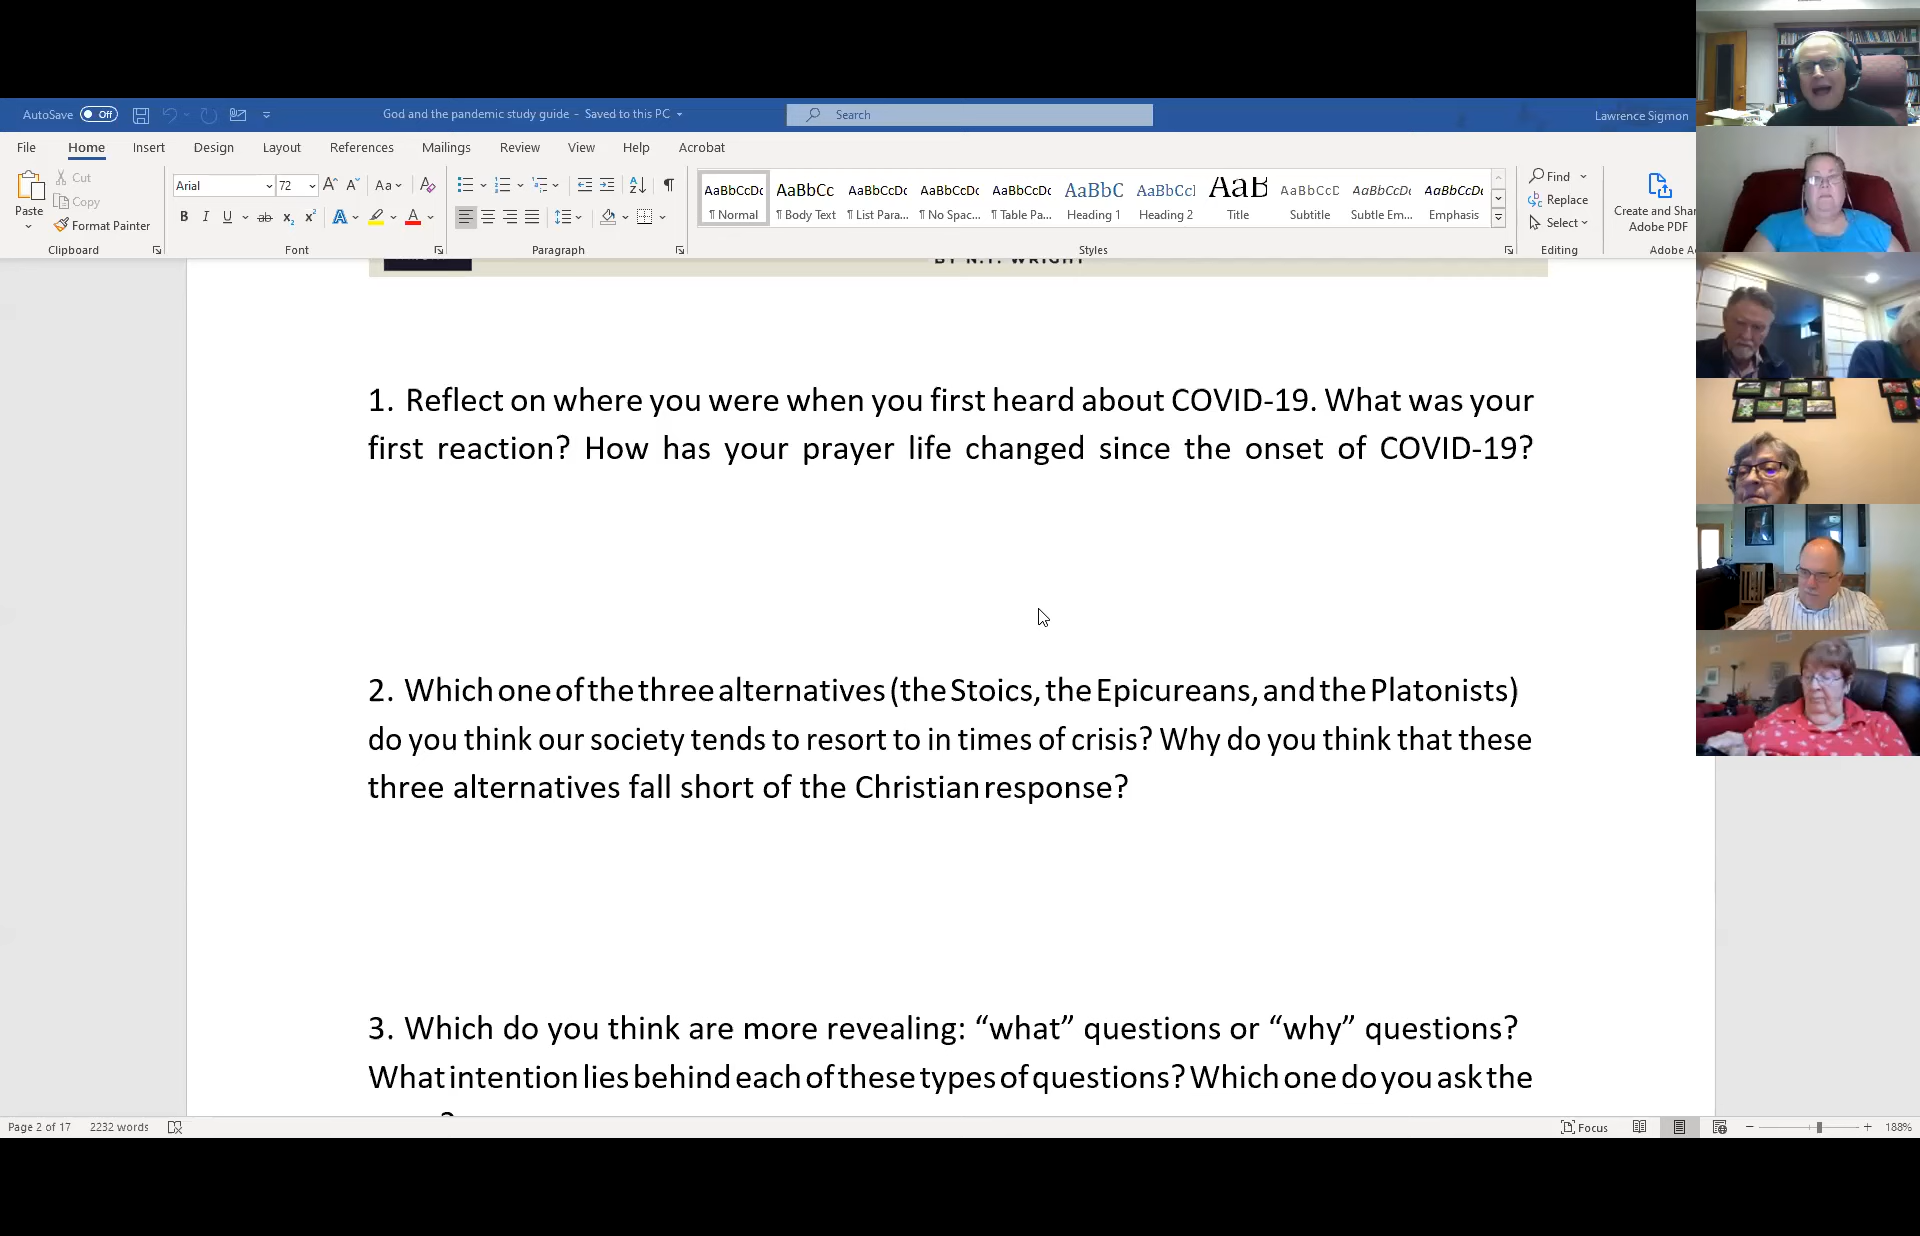 AutoSave Off
God and the pandemic study guide - Saved to this PC
Search
Lawrence Sigmon
File Home Insert Design Layout References Mailings Review View Help Acrobat
Paste
Cut
Copy
Format Painter
Clipboard
Arial 72
Font
Paragraph
AaBbCcDc AaBbCc AaBbCcDc AaBbCcDc AaBbCcDc AaBbC AaBbCcI AaB AaBbCcD AaBbCcDc AaBbCcDc
¶ Normal ¶ Body Text ¶ List Para... ¶ No Spac... ¶ Table Pa... Heading 1 Heading 2 Title Subtitle Subtle Em... Emphasis
Styles
Find
Replace
Select
Editing
Create and Shar
Adobe PDF
Adobe A
BY N.T. WRIGHT
1. Reflect on where you were when you first heard about COVID-19. What was your
first reaction? How has your prayer life changed since the onset of COVID-19?
2. Which one of the three alternatives (the Stoics, the Epicureans, and the Platonists)
do you think our society tends to resort to in times of crisis? Why do you think that these
three alternatives fall short of the Christian response?
3. Which do you think are more revealing: “what” questions or “why” questions?
What intention lies behind each of these types of questions? Which one do you ask the
Page 2 of 17 2232 words
Focus
188%